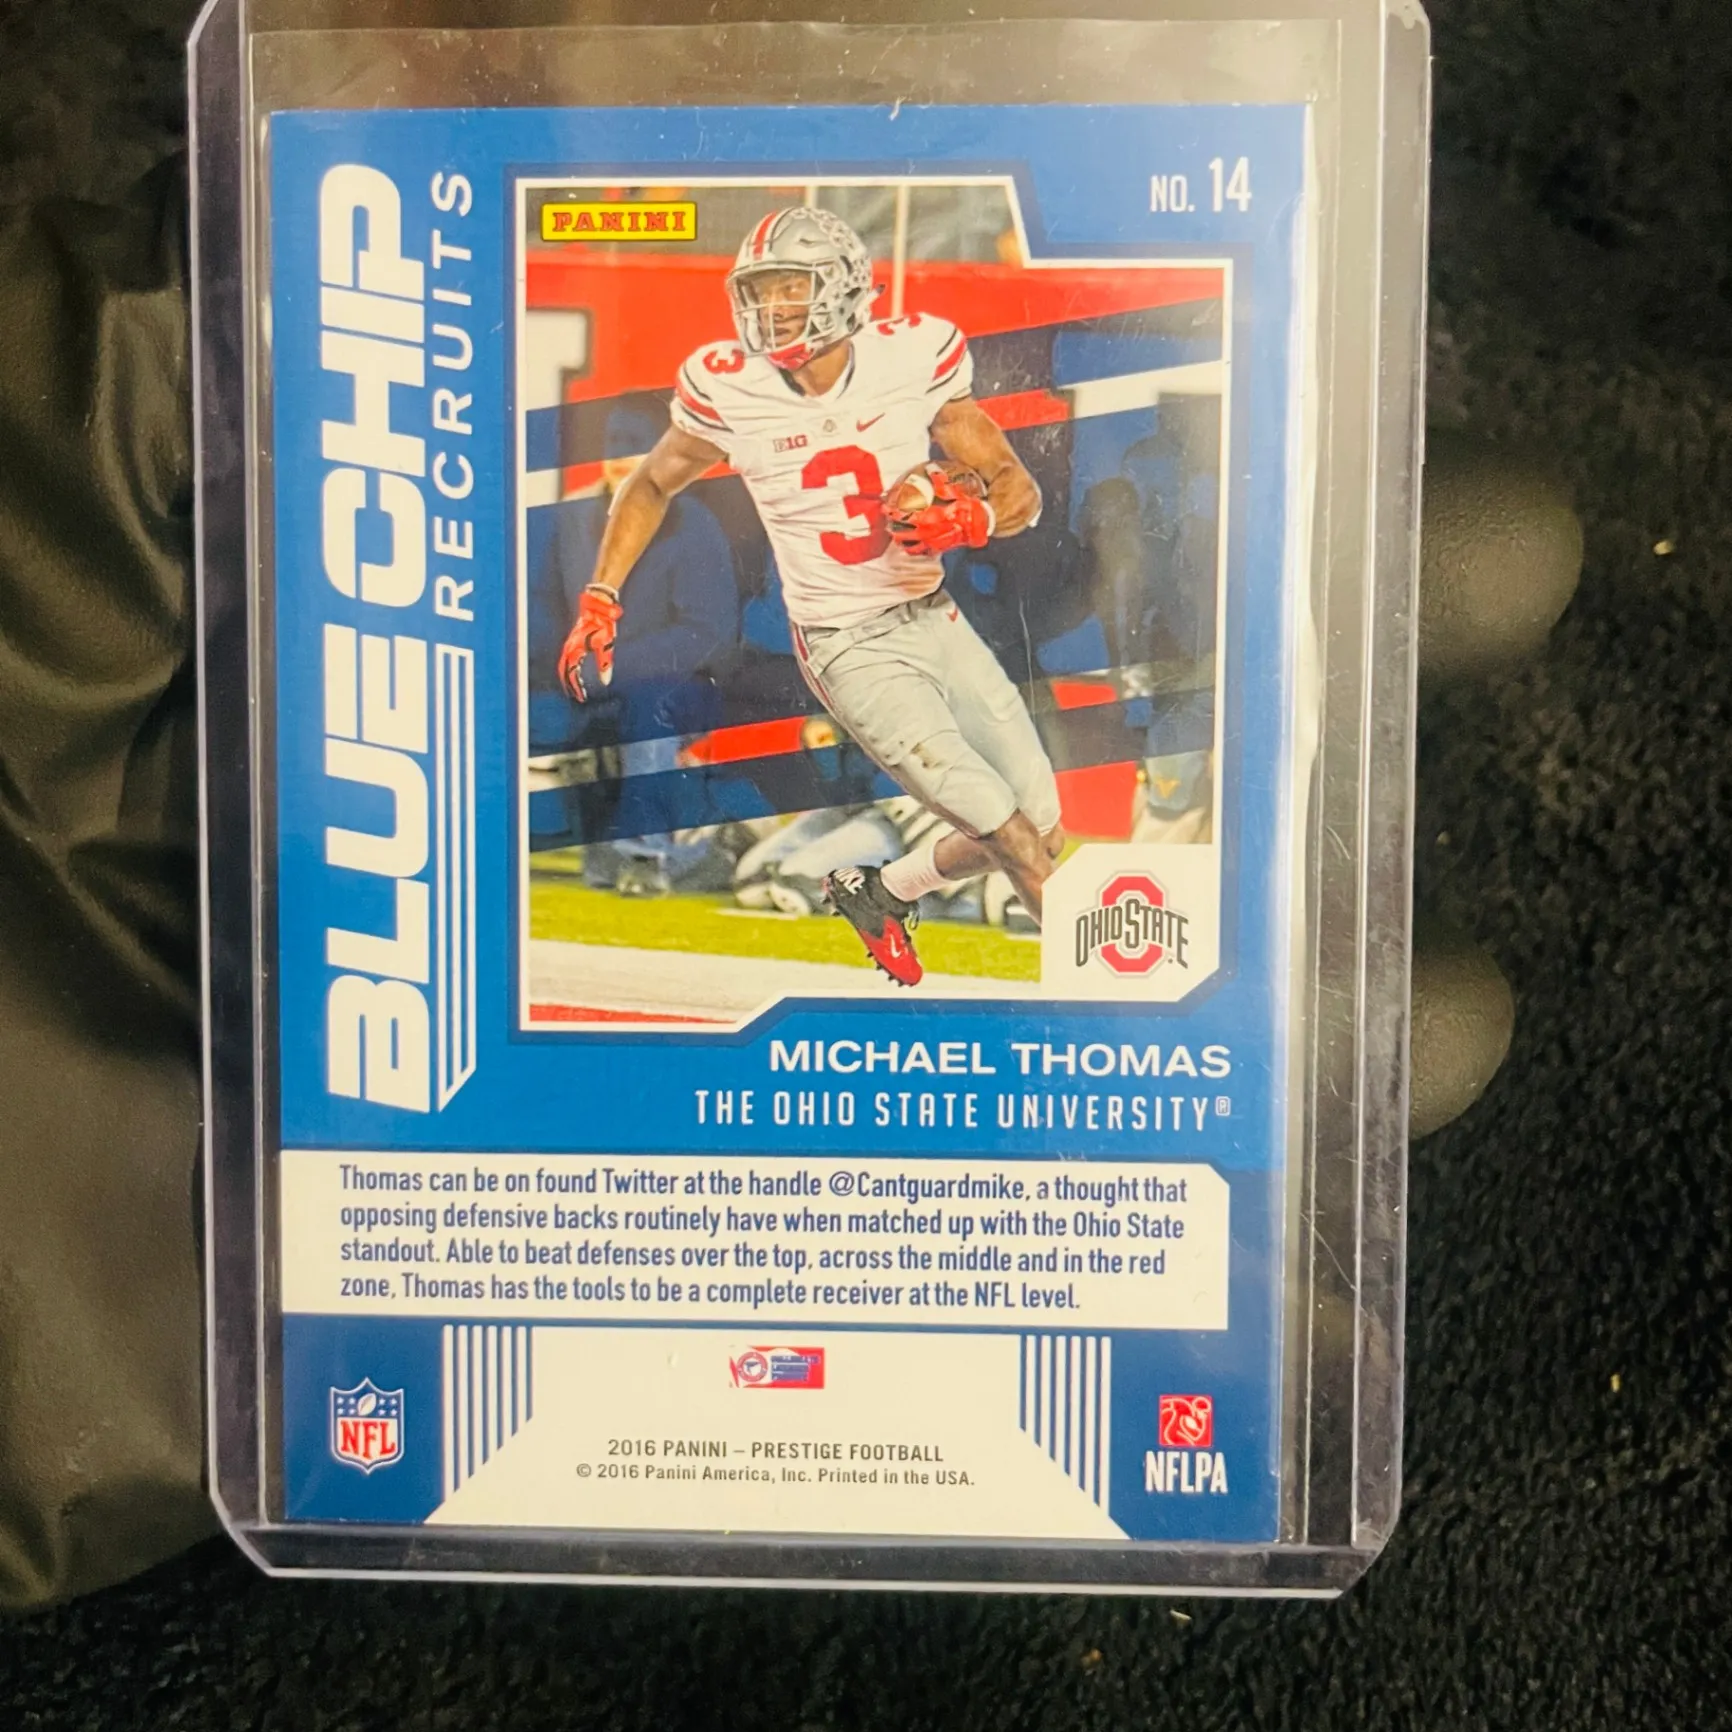 BLUE CHIP
RECRUITS
PANINI
NO. 14
3
3
B1G
3
OHIO STATE
MICHAEL THOMAS
THE OHIO STATE UNIVERSITY®
Thomas can be on found Twitter at the handle @Cantguardmike, a thought that
opposing defensive backs routinely have when matched up with the Ohio State
standout. Able to beat defenses over the top, across the middle and in the red
zone, Thomas has the tools to be a complete receiver at the NFL level.
NFL
2016 PANINI – PRESTIGE FOOTBALL
© 2016 Panini America, Inc. Printed in the USA.
NFLPA